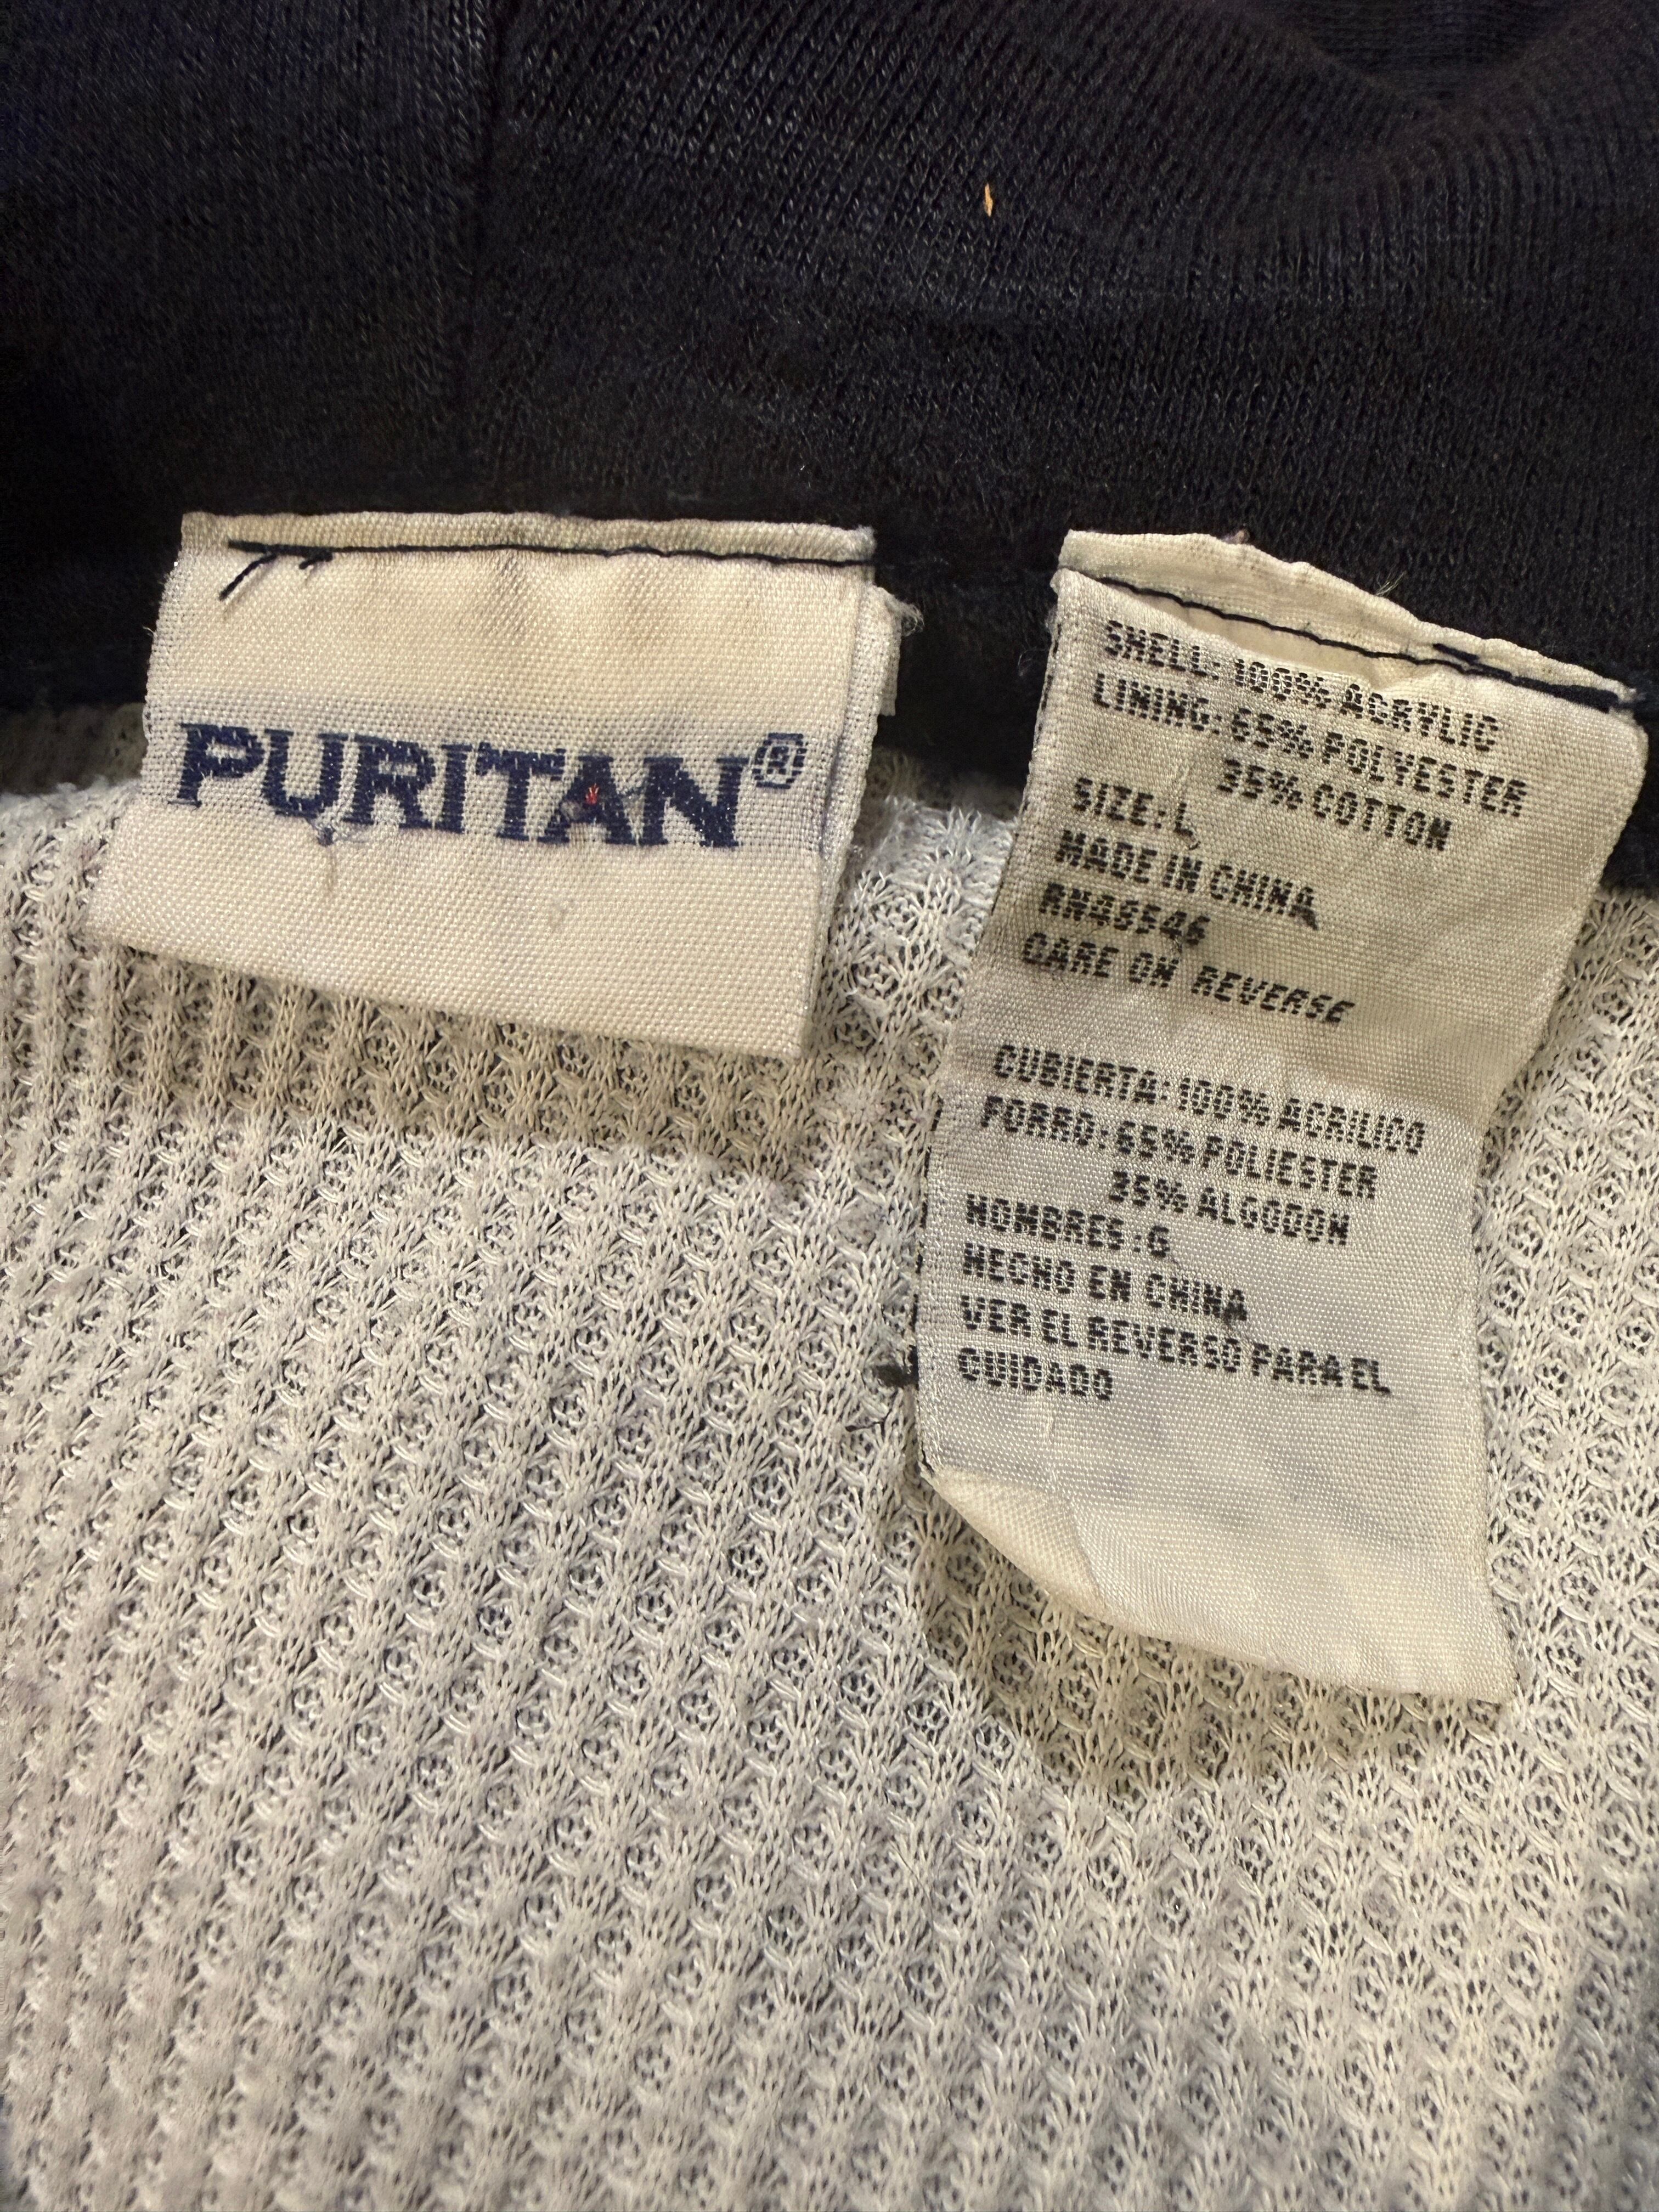 PURITAN®
SHELL: 100% ACRYLIC
LINING: 65% POLYESTER
35% COTTON
SIZE: L
MADE IN CHINA
RN46546
CARE ON REVERSE
CUBIERTA: 100% ACRILICO
FORRO: 65% POLIESTER
35% ALGODON
HOMBRES: G
HECHO EN CHINA
VER EL REVERSO PARA EL
CUIDADO